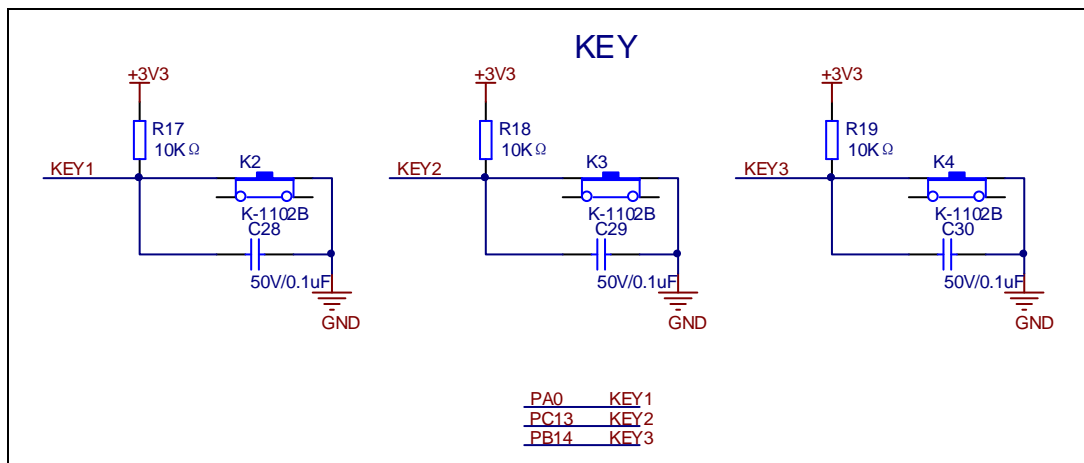 KEY
+3V3
R17
10KΩ
KEY1
K2
K-1102B
C28
50V/0.1uF
GND
+3V3
R18
10KΩ
KEY2
K3
K-1102B
C29
50V/0.1uF
GND
+3V3
R19
10KΩ
KEY3
K4
K-1102B
C30
50V/0.1uF
GND
PA0 KEY1
PC13 KEY2
PB14 KEY3